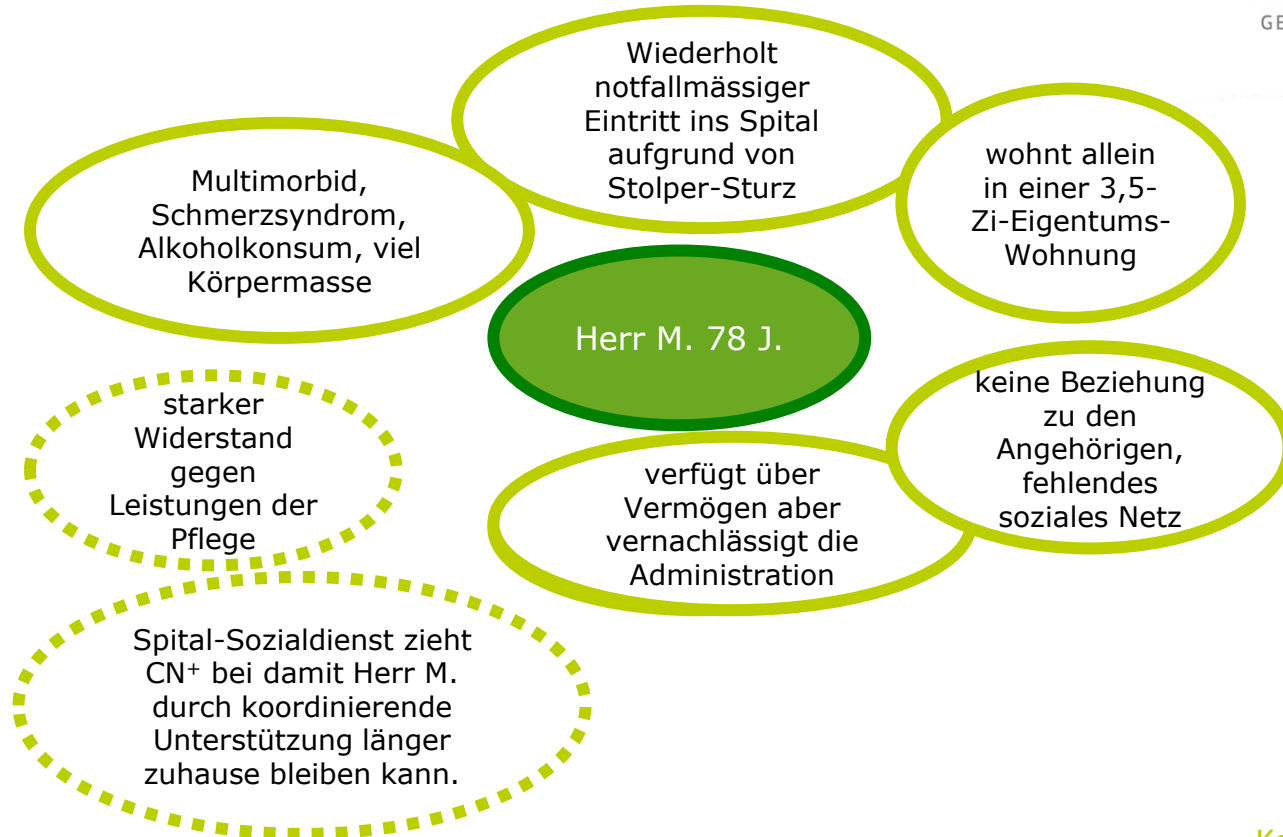 GE
Wiederholt
notfallmässiger
Eintritt ins Spital
aufgrund von
Stolper-Sturz
wohnt allein
in einer 3,5-
Zi-Eigentums-
Wohnung
Multimorbid,
Schmerzsyndrom,
Alkoholkonsum, viel
Körpermasse
Herr M. 78 J.
keine Beziehung
zu den
Angehörigen,
fehlendes
soziales Netz
starker
Widerstand
gegen
Leistungen der
Pflege
verfügt über
Vermögen aber
vernachlässigt die
Administration
Spital-Sozialdienst zieht
CN⁺ bei damit Herr M.
durch koordinierende
Unterstützung länger
zuhause bleiben kann.